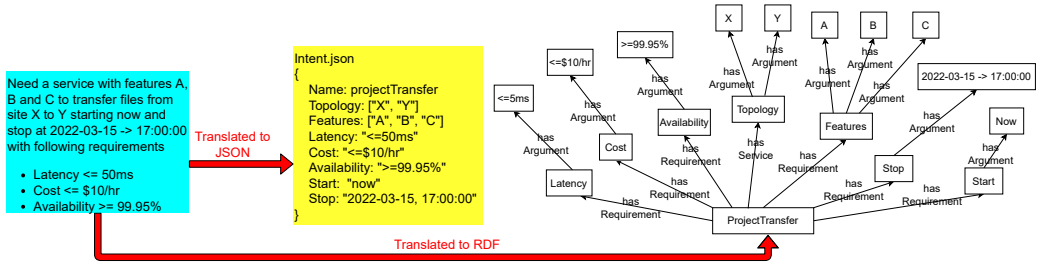 Need a service with features A,
B and C to transfer files from
site X to Y starting now and
stop at 2022-03-15 -> 17:00:00
with following requirements
• Latency <= 50ms
• Cost <= $10/hr
• Availability >= 99.95%
Translated to
JSON
Intent.json
{
Name: projectTransfer
Topology: ["X", "Y"]
Features: ["A", "B", "C"]
Latency: "<=50ms"
Cost: "<=$10/hr"
Availability: ">=99.95%"
Start: "now"
Stop: "2022-03-15, 17:00:00"
}
Translated to RDF
X
Y
A
B
C
>=99.95%
<=$10/hr
<=5ms
2022-03-15 -> 17:00:00
Now
has
Argument
has
Argument
has
Argument
has
Argument
has
Argument
has
Argument
has
Argument
has
Argument
has
Argument
has
Argument
Topology
Features
Availability
Cost
Latency
Stop
Start
has
Requirement
has
Requirement
has
Requirement
has
Service
has
Requirement
has
Requirement
has
Requirement
ProjectTransfer